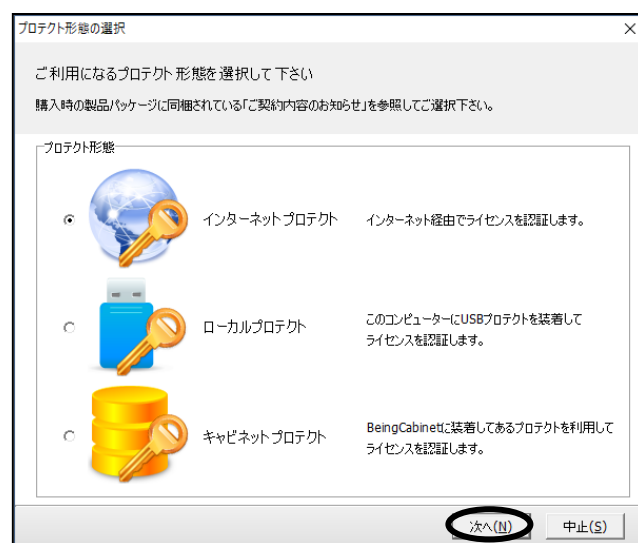 プロテクト形態の選択
ご利用になるプロテクト形態を選択して下さい
購入時の製品パッケージに同梱されている「ご契約内容のお知らせ」を参照してご選択下さい。
プロテクト形態
インターネットプロテクト
インターネット経由でライセンスを認証します。
ローカルプロテクト
このコンピューターにUSBプロテクトを装着して
ライセンスを認証します。
キャビネットプロテクト
BeingCabinetに装着してあるプロテクトを利用して
ライセンスを認証します。
次へ(N)
中止(S)